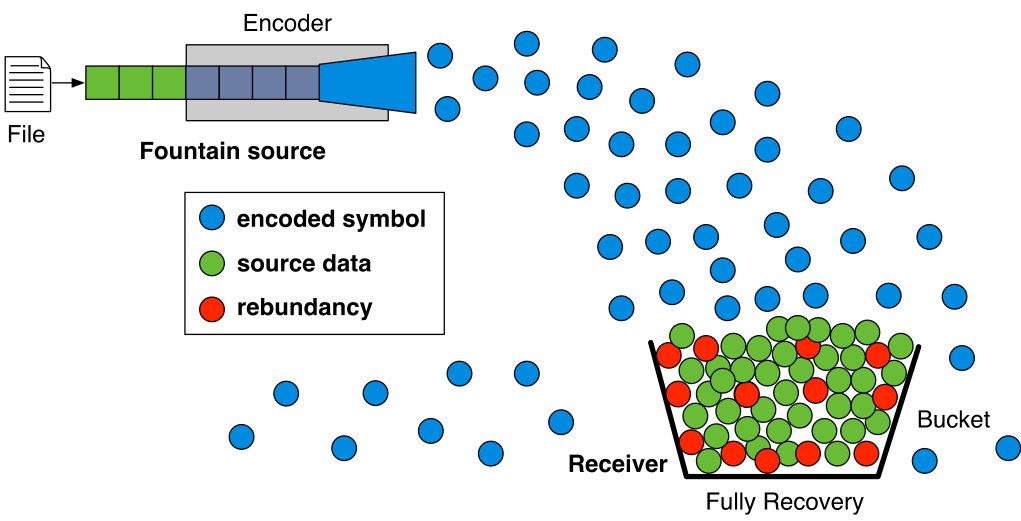 Encoder
File
Fountain source
encoded symbol
source data
rebundancy
Bucket
Receiver
Fully Recovery